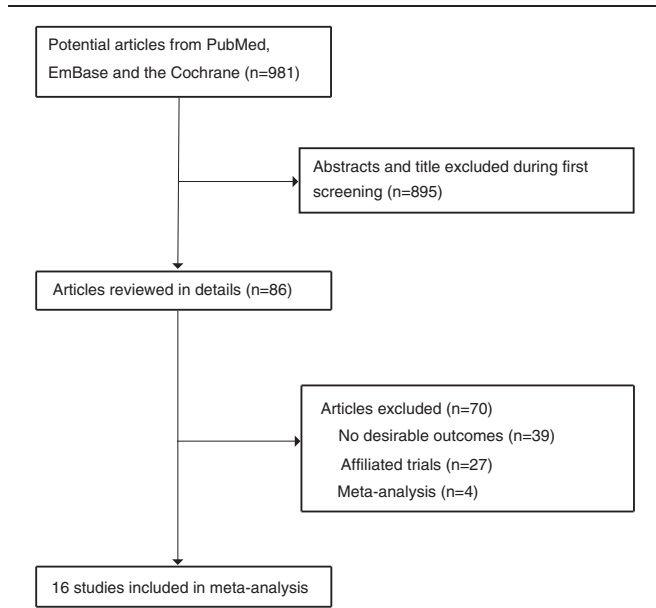 Potential articles from PubMed,
EmBase and the Cochrane (n=981)
Abstracts and title excluded during first
screening (n=895)
Articles reviewed in details (n=86)
Articles excluded (n=70)
No desirable outcomes (n=39)
Affiliated trials (n=27)
Meta-analysis (n=4)
16 studies included in meta-analysis